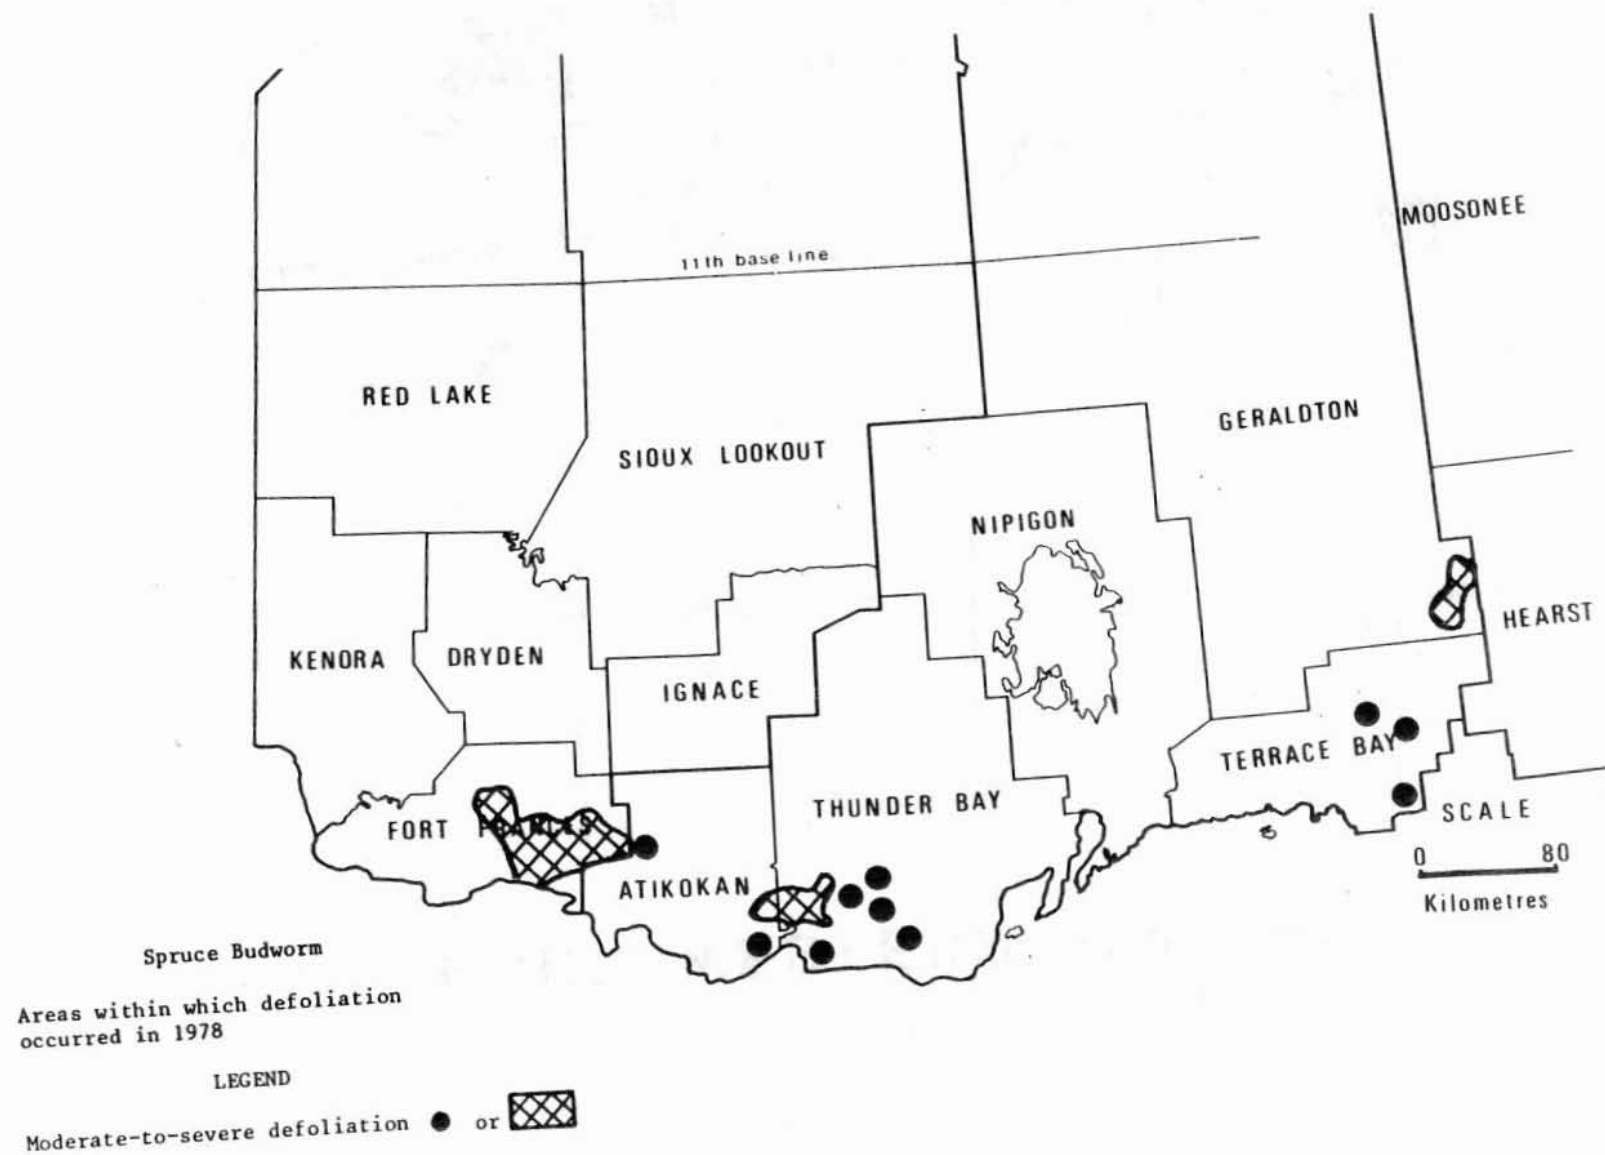 MOOSONEE
11th base line
RED LAKE
GERALDTON
SIOUX LOOKOUT
NIPIGON
HEARST
KENORA
DRYDEN
IGNACE
TERRACE BAY
THUNDER BAY
FORT FRANCES
ATIKOKAN
SCALE
0 80
Kilometres
Spruce Budworm
Areas within which defoliation
occurred in 1978
LEGEND
Moderate-to-severe defoliation or